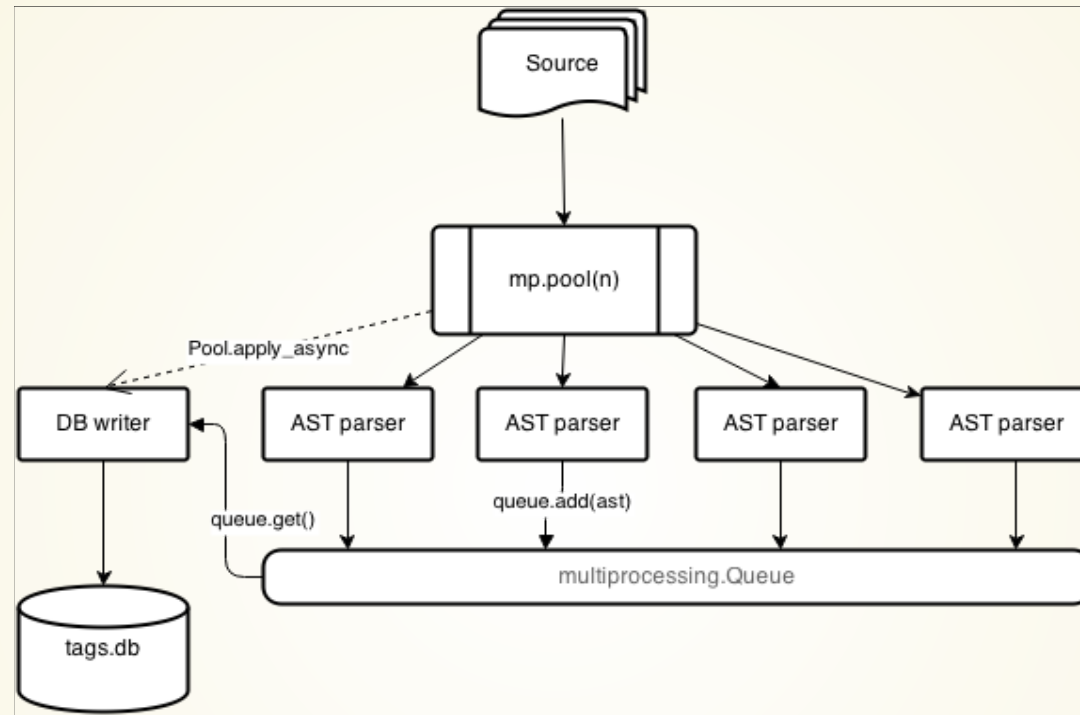 Source
mp.pool(n)
Pool.apply_async
DB writer
AST parser
AST parser
AST parser
AST parser
queue.add(ast)
queue.get()
multiprocessing.Queue
tags.db